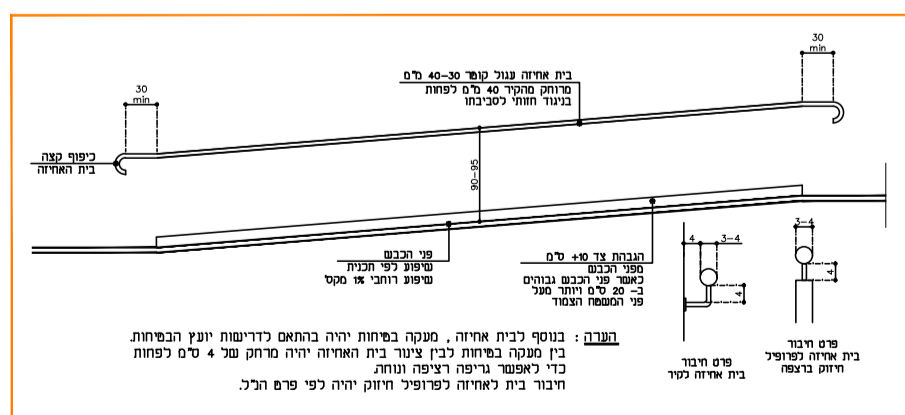 30
min
בית אחיזה עגול קוטר 40-30 מ"מ
מרוחק מהקיר 40 מ"מ לפחות
בניגוד חזותי לסביבתו
30
min
כיפוף קצה
בית האחיזה
90-95
פני הכבש
שיפוע לפי תכנית
שיפוע רוחבי 1% מקס'
הגבהת צד 10+ ס"מ
מפני הכבש
כאשר פני הכבש גבוהים
ב- 20 ס"מ ויותר מעל
פני המשטח הצמוד
4
3-4
4
פרט חיבור
בית אחיזה לקיר
3-4
4
פרט חיבור
בית אחיזה לפרופיל
חיזוק ברצפה
הערה : בנוסף לבית אחיזה , מעקה בטיחות יהיה בהתאם לדרישות יועץ הבטיחות.
בין מעקה בטיחות לבין צינור בית האחיזה יהיה מרחק של 4 ס"מ לפחות
כדי לאפשר גריפה רציפה ונוחה.
חיבור בית לאחיזה לפרופיל חיזוק יהיה לפי פרט הנ"ל.